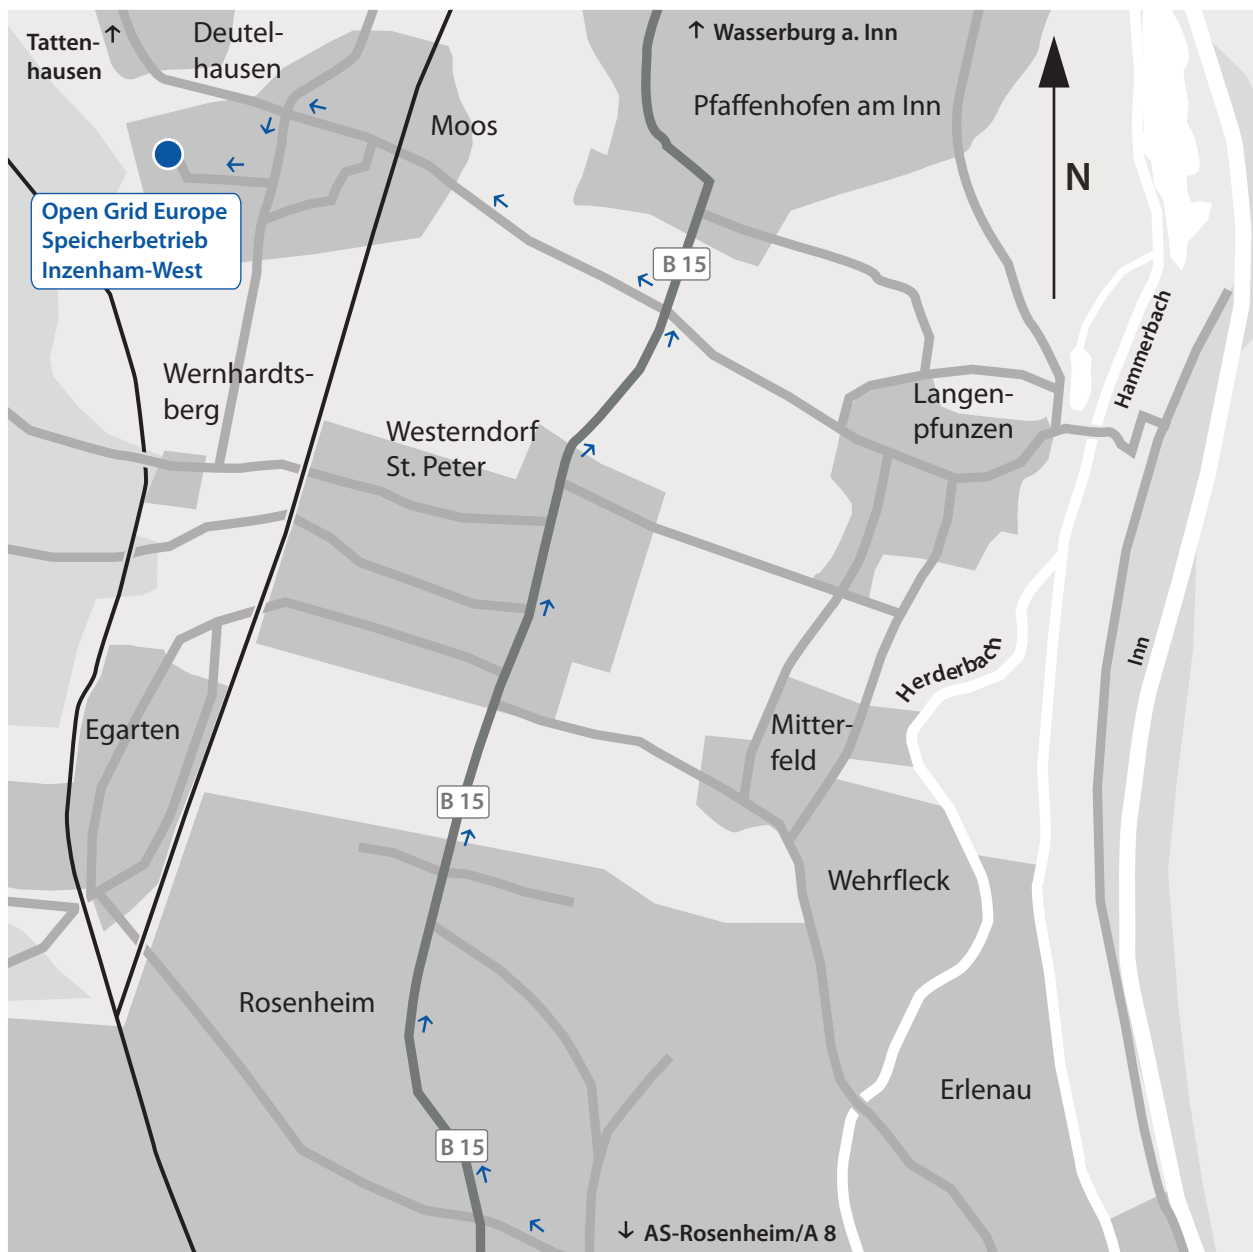 Tatten-
hausen
Deutel-
hausen
Wasserburg a. Inn
Pfaffenhofen am Inn
Moos
N
Open Grid Europe
Speicherbetrieb
Inzenham-West
B 15
Hammerbach
Wernhardts-
berg
Langen-
pfunzen
Westerndorf
St. Peter
Herderbach
Inn
Egarten
Mitter-
feld
B 15
Wehrfleck
Rosenheim
Erlenau
B 15
AS-Rosenheim/A 8